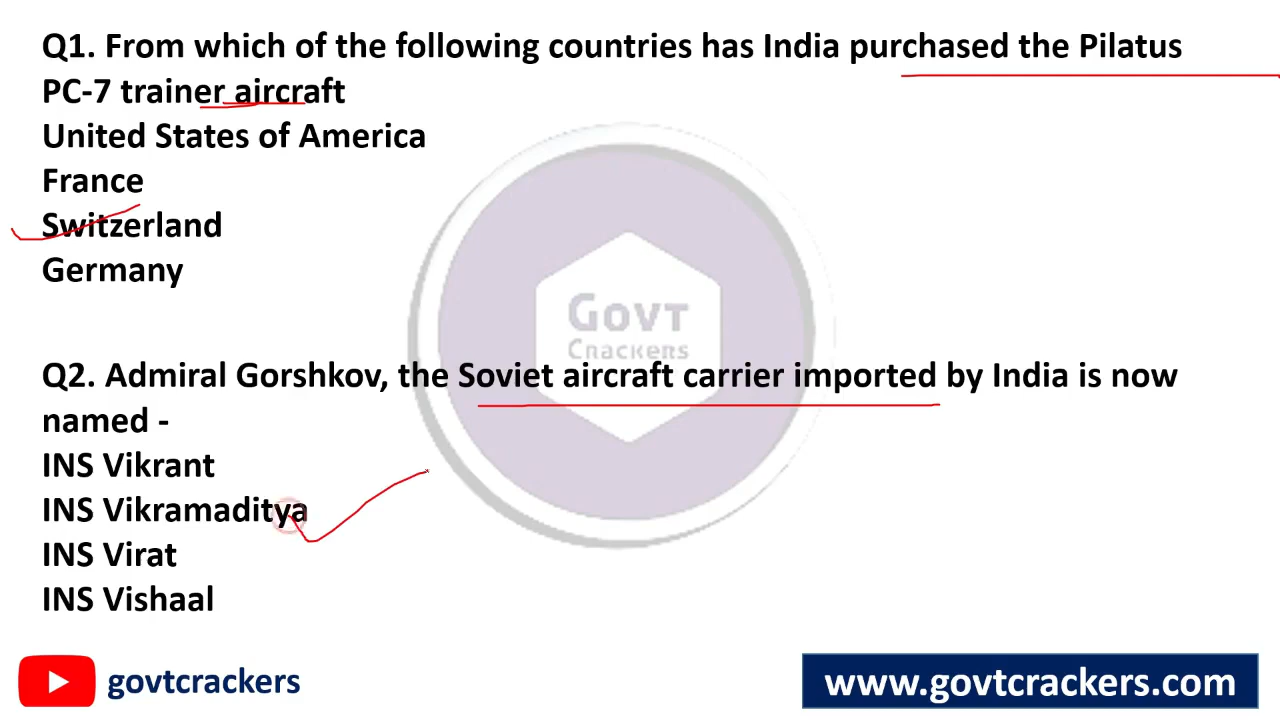 Q1. From which of the following countries has India purchased the Pilatus
PC-7 trainer aircraft
United States of America
France
Switzerland
Germany
Govt
Crackers
Q2. Admiral Gorshkov, the Soviet aircraft carrier imported by India is now
named -
INS Vikrant
INS Vikramaditya
INS Virat
INS Vishaal
govtcrackers
www.govtcrackers.com